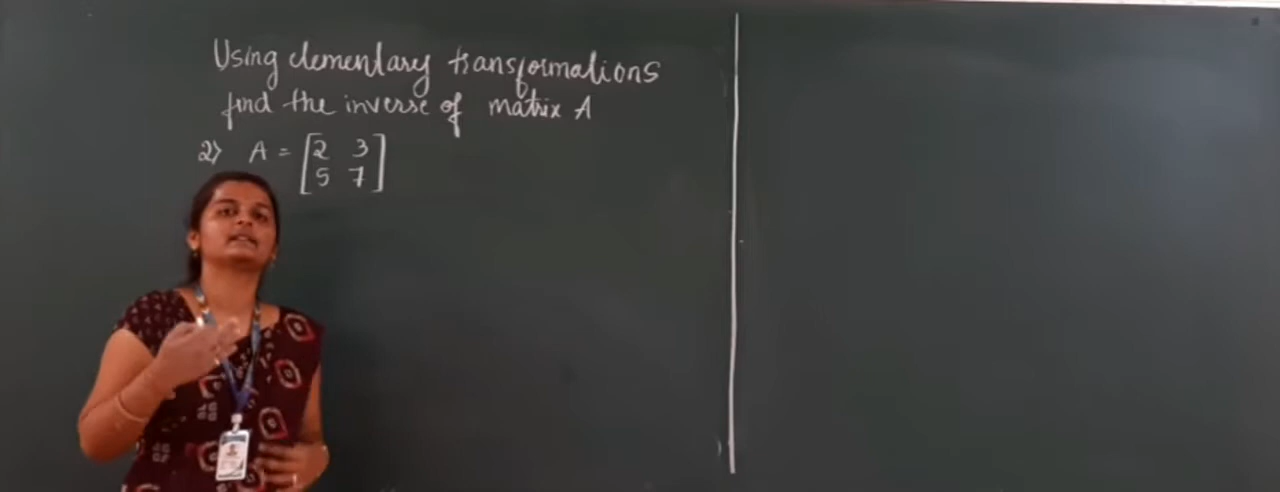 Using elementary transformations
find the inverse of matrix A
2) A = [2 3
5 7]